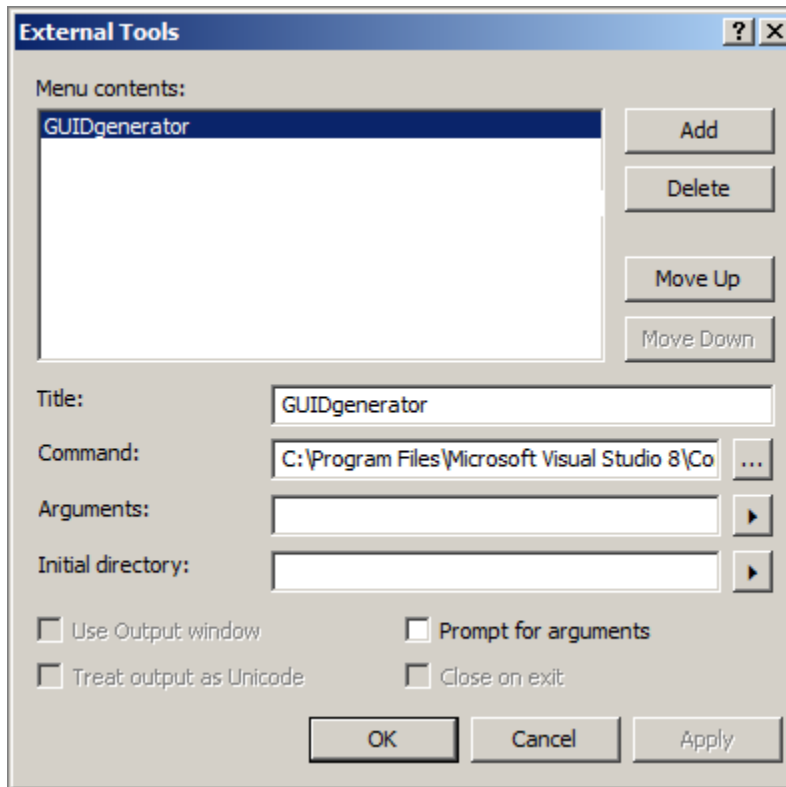 External Tools
Menu contents:
GUIDgenerator
Add
Delete
Move Up
Move Down
Title:
GUIDgenerator
Command:
C:\Program Files\Microsoft Visual Studio 8\Co
...
Arguments:
Initial directory:
Use Output window
Prompt for arguments
Treat output as Unicode
Close on exit
OK
Cancel
Apply